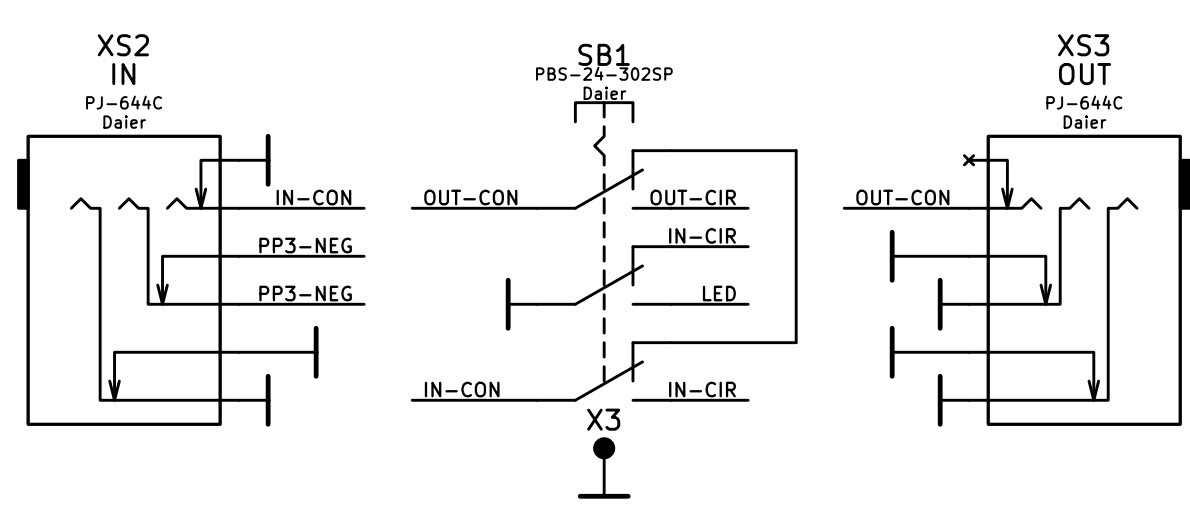 XS2
IN
PJ-644C
Daier
IN-CON
PP3-NEG
PP3-NEG
SB1
PBS-24-302SP
Daier
OUT-CON
OUT-CIR
IN-CIR
LED
IN-CON
IN-CIR
X3
XS3
OUT
PJ-644C
Daier
OUT-CON